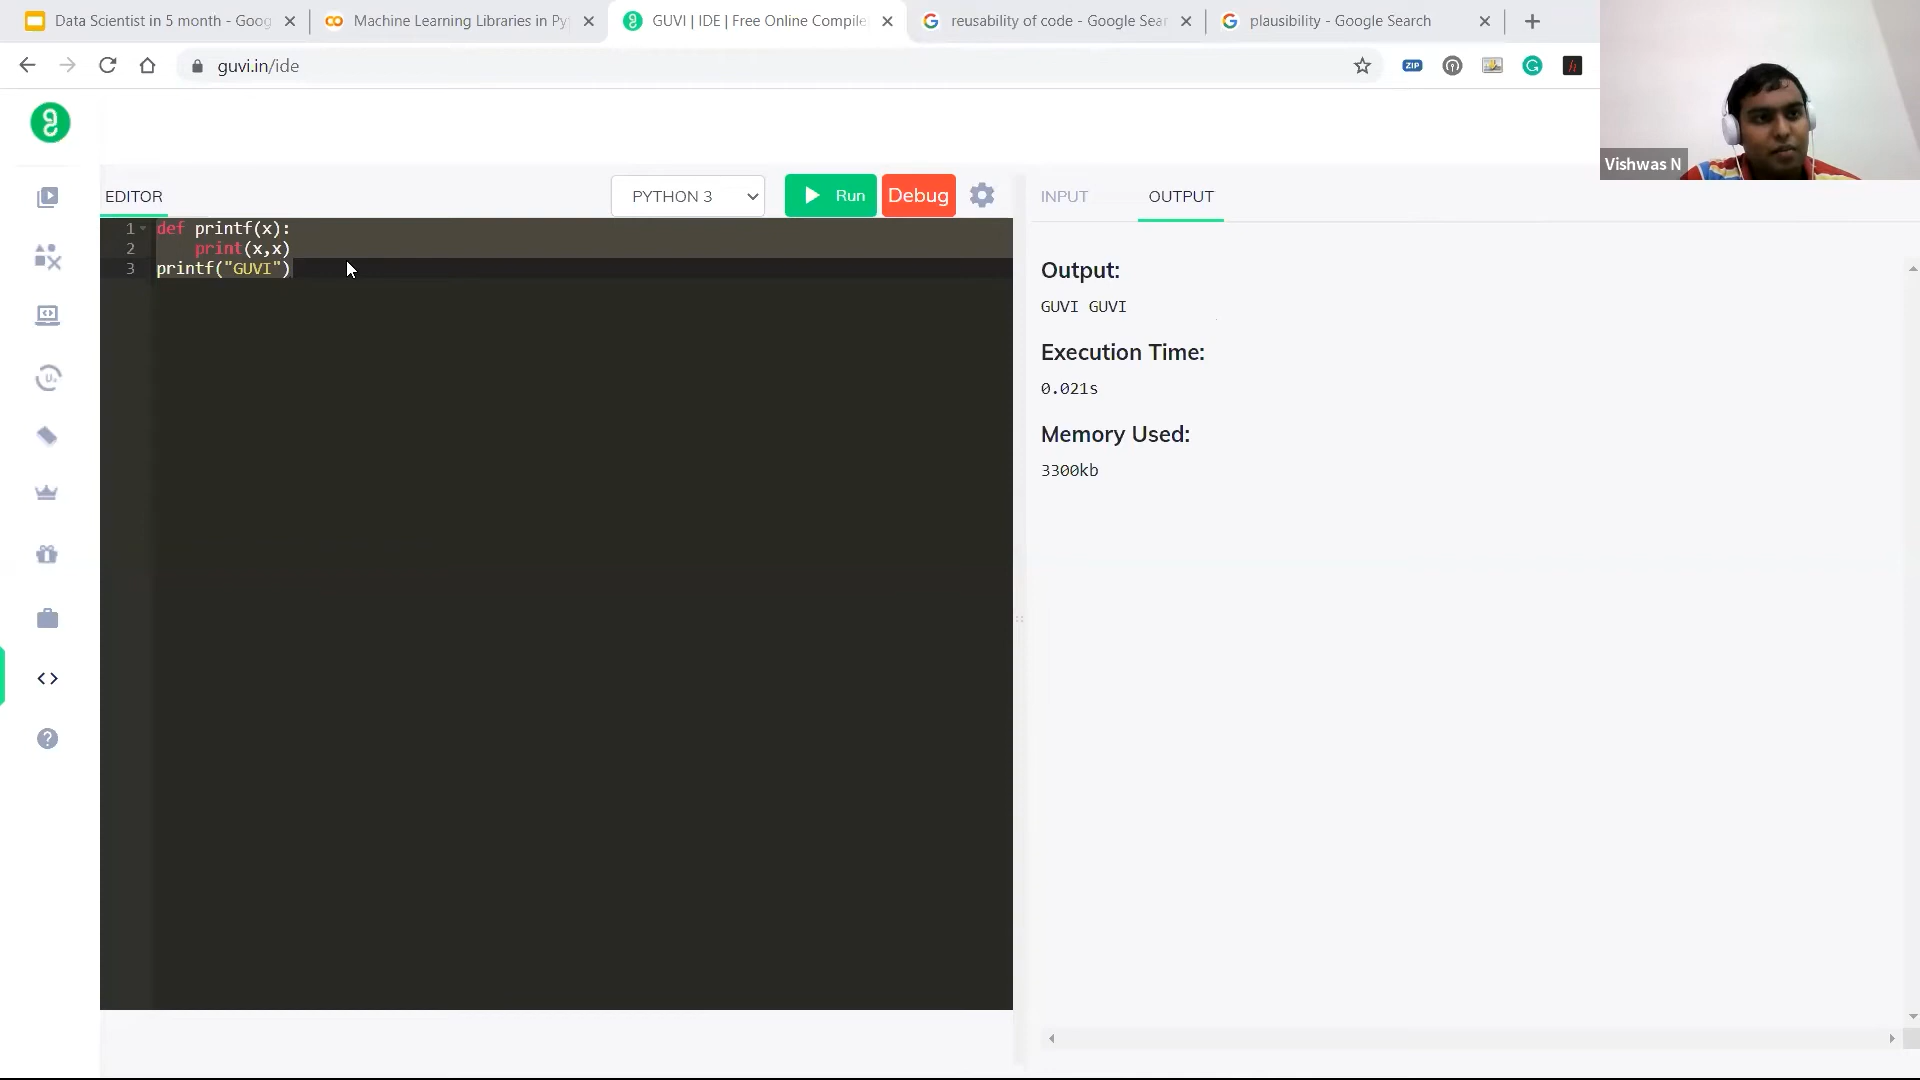 Data Scientist in 5 month - Goog
Machine Learning Libraries in Py
GUVI | IDE | Free Online Compile
reusability of code - Google Sear
plausibility - Google Search
guvi.in/ide
ZIP
Vishwas N
EDITOR
PYTHON 3
Run
Debug
INPUT
OUTPUT
1 def printf(x):
2 print(x,x)
3 printf("GUVI")
Output:
GUVI GUVI
Execution Time:
0.021s
Memory Used:
3300kb